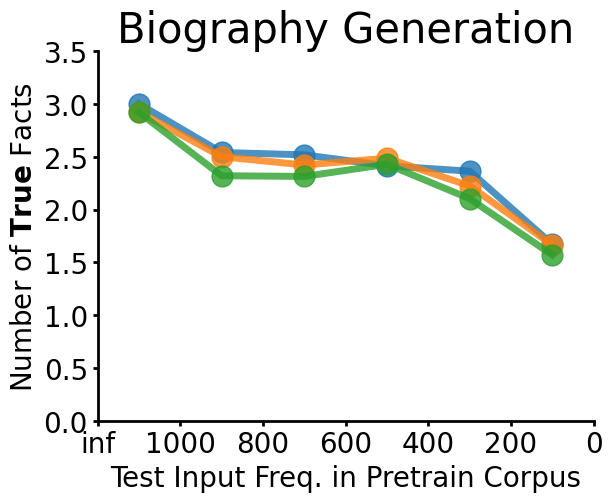 Biography Generation
Number of True Facts
3.5
3.0
2.5
2.0
1.5
1.0
0.5
0.0
inf 1000 800 600 400 200 0
Test Input Freq. in Pretrain Corpus